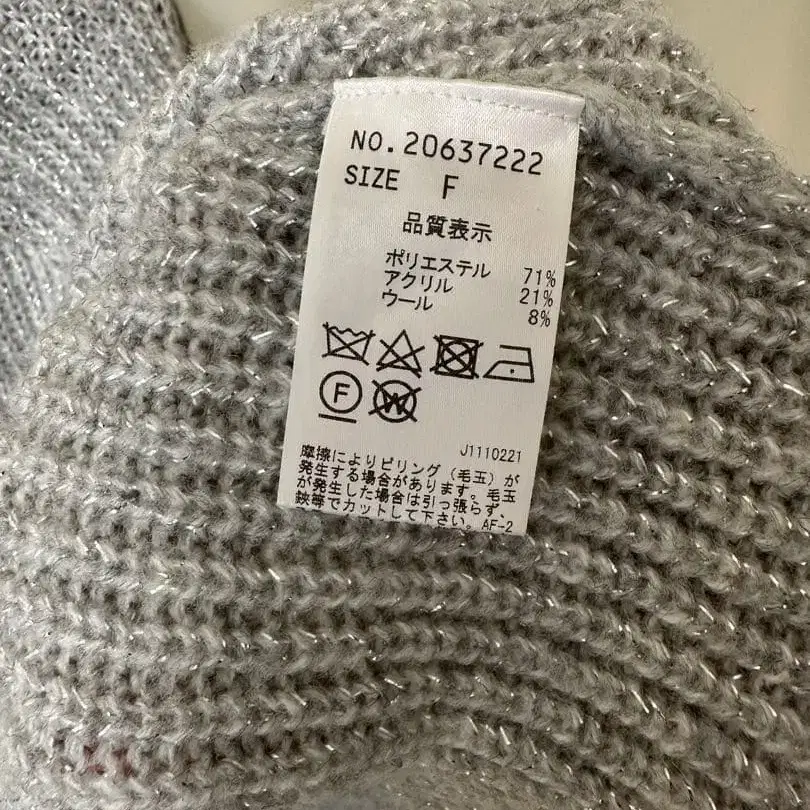 NO. 20637222
SIZE F
品質表示
ポリエステル 71%
アクリル 21%
ウール 8%
F W
J1110221
摩擦によりピリング(毛玉)が
発生する場合があります。毛玉
が発生した場合は引っ張らず、
鋏等でカットして下さい。AF-2